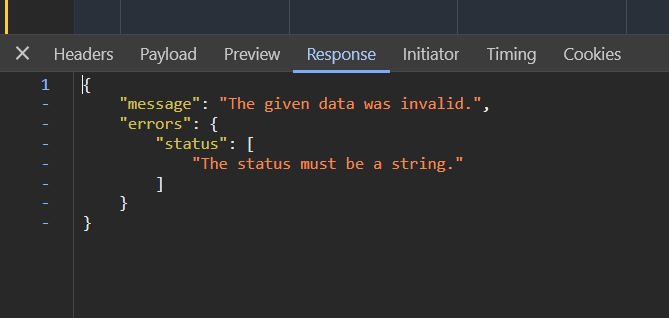 Headers Payload Preview Response Initiator Timing Cookies
1 {
- "message": "The given data was invalid.",
- "errors": {
- "status": [
- "The status must be a string."
- ]
- }
- }